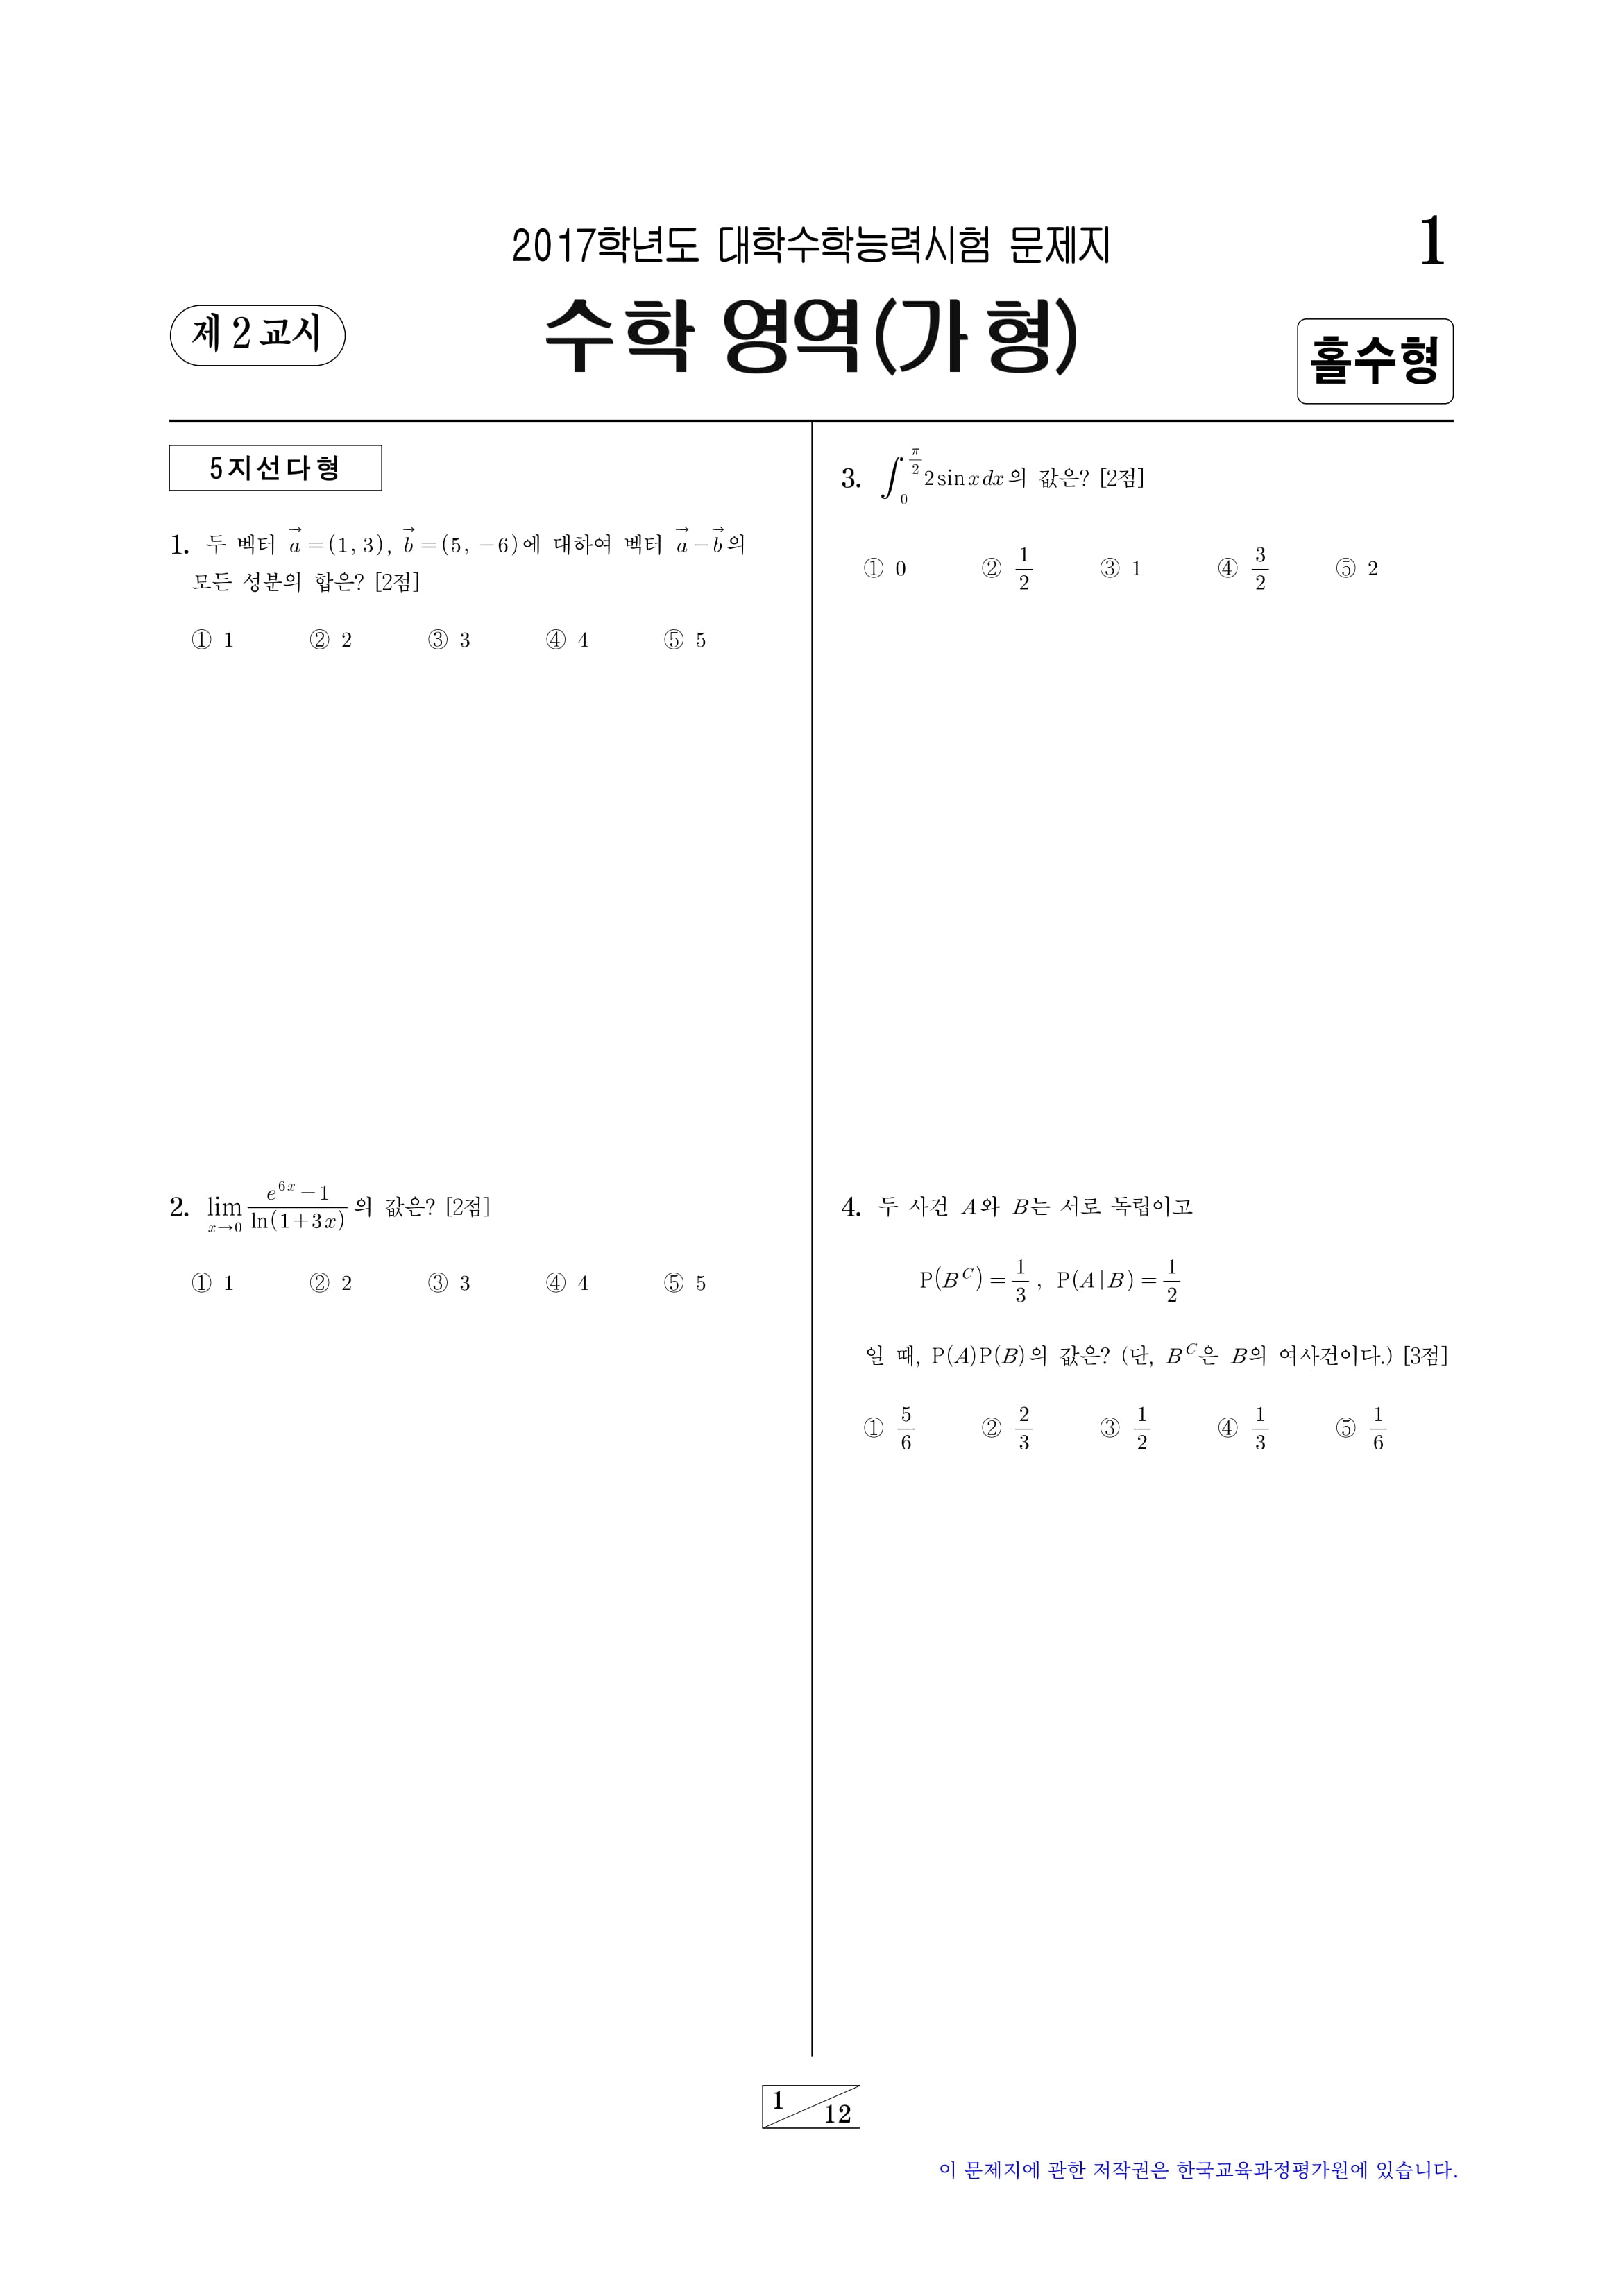 2017학년도 대학수학능력시험 문제지
1
제 2 교시
수학 영역(가 형)
홀수형
5지선다형
1. 두 벡터 $\vec{a}=(1, 3)$, $\vec{b}=(5, -6)$에 대하여 벡터 $\vec{a}-\vec{b}$의
모든 성분의 합은? [2점]
① 1 ② 2 ③ 3 ④ 4 ⑤ 5
2. $\lim_{x \to 0} \frac{e^{6x}-1}{\ln(1+3x)}$의 값은? [2점]
① 1 ② 2 ③ 3 ④ 4 ⑤ 5
3. $\int_{0}^{\frac{\pi}{2}} 2\sin x dx$의 값은? [2점]
① 0 ② $\frac{1}{2}$ ③ 1 ④ $\frac{3}{2}$ ⑤ 2
4. 두 사건 $A$와 $B$는 서로 독립이고
$P(B^C)=\frac{1}{3}$, $P(A|B)=\frac{1}{2}$
일 때, $P(A)P(B)$의 값은? (단, $B^C$은 $B$의 여사건이다.) [3점]
① $\frac{5}{6}$ ② $\frac{2}{3}$ ③ $\frac{1}{2}$ ④ $\frac{1}{3}$ ⑤ $\frac{1}{6}$
1
12
이 문제지에 관한 저작권은 한국교육과정평가원에 있습니다.